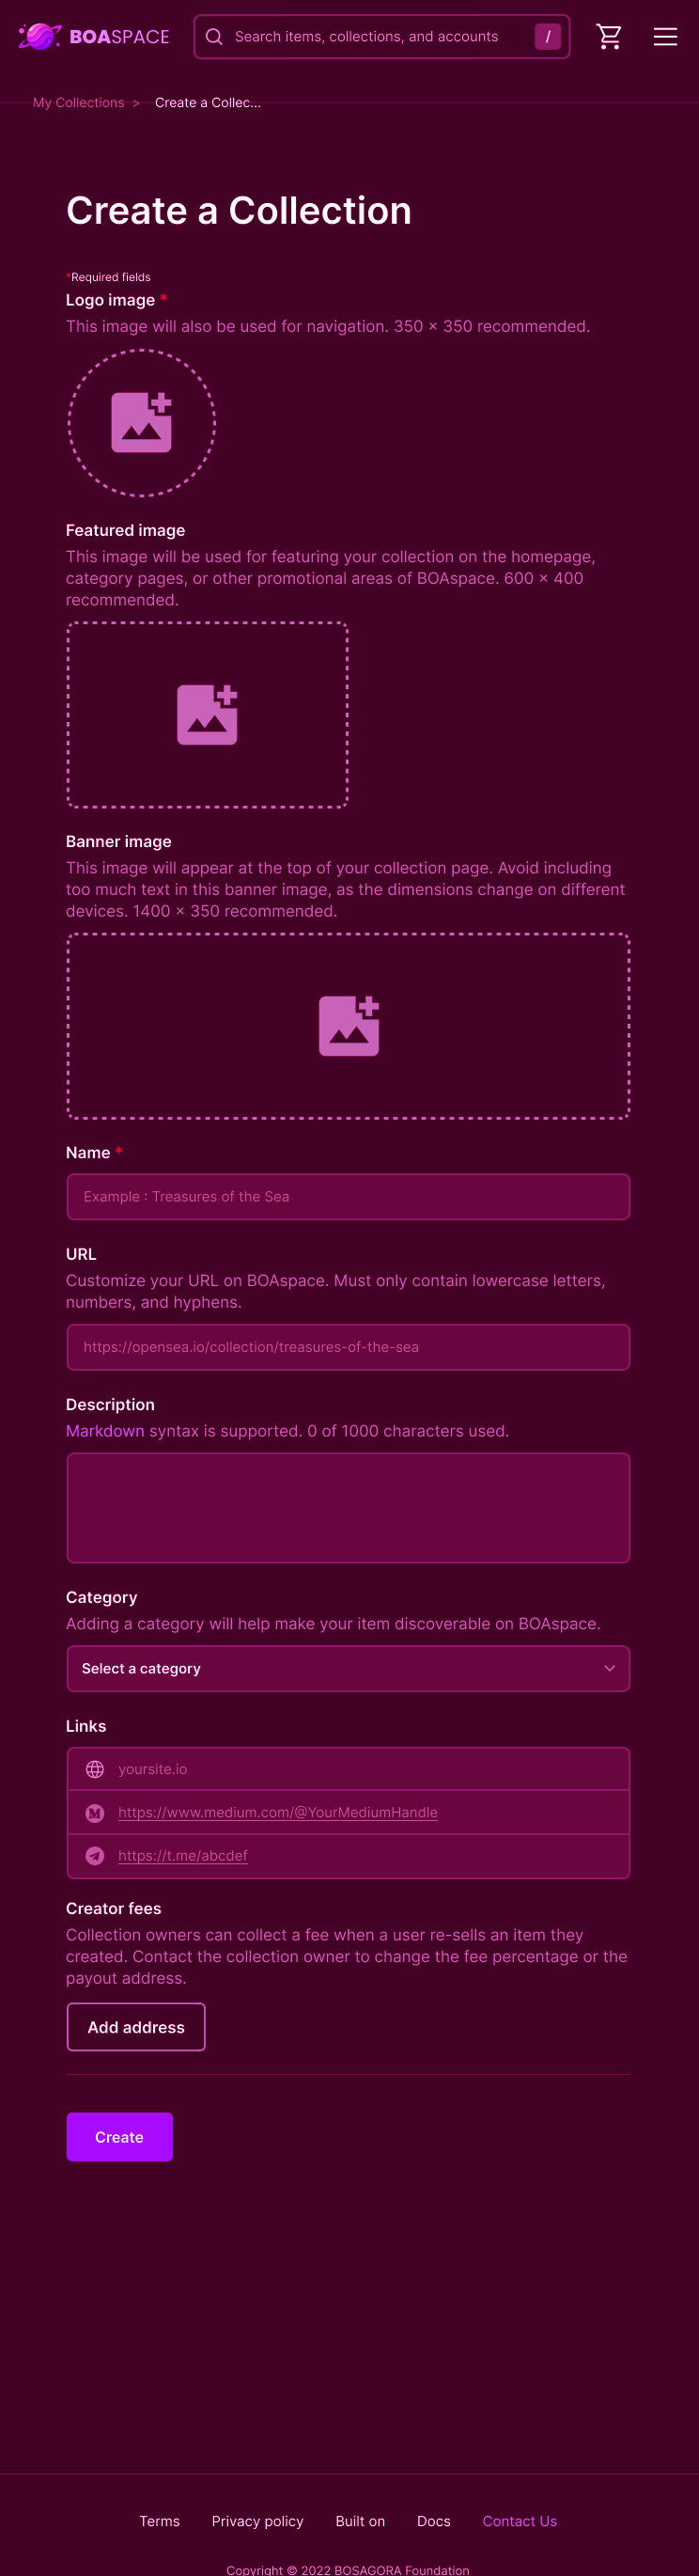 BOASPACE
Search items, collections, and accounts /
My Collections > Create a Collec...
Create a Collection
*Required fields
Logo image *
This image will also be used for navigation. 350 × 350 recommended.
Featured image
This image will be used for featuring your collection on the homepage,
category pages, or other promotional areas of BOAspace. 600 × 400
recommended.
Banner image
This image will appear at the top of your collection page. Avoid including
too much text in this banner image, as the dimensions change on different
devices. 1400 × 350 recommended.
Name *
Example : Treasures of the Sea
URL
Customize your URL on BOAspace. Must only contain lowercase letters,
numbers, and hyphens.
https://opensea.io/collection/treasures-of-the-sea
Description
Markdown syntax is supported. 0 of 1000 characters used.
Category
Adding a category will help make your item discoverable on BOAspace.
Select a category
Links
yoursite.io
https://www.medium.com/@YourMediumHandle
https://t.me/abcdef
Creator fees
Collection owners can collect a fee when a user re-sells an item they
created. Contact the collection owner to change the fee percentage or the
payout address.
Add address
Create
Terms Privacy policy Built on Docs Contact Us
Copyright © 2022 BOSAGORA Foundation